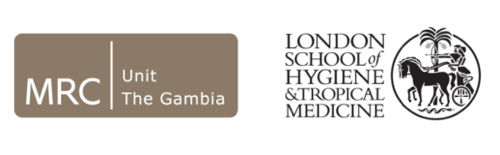 MRC
Unit
The Gambia
LONDON
SCHOOL of
HYGIENE
& TROPICAL
MEDICINE